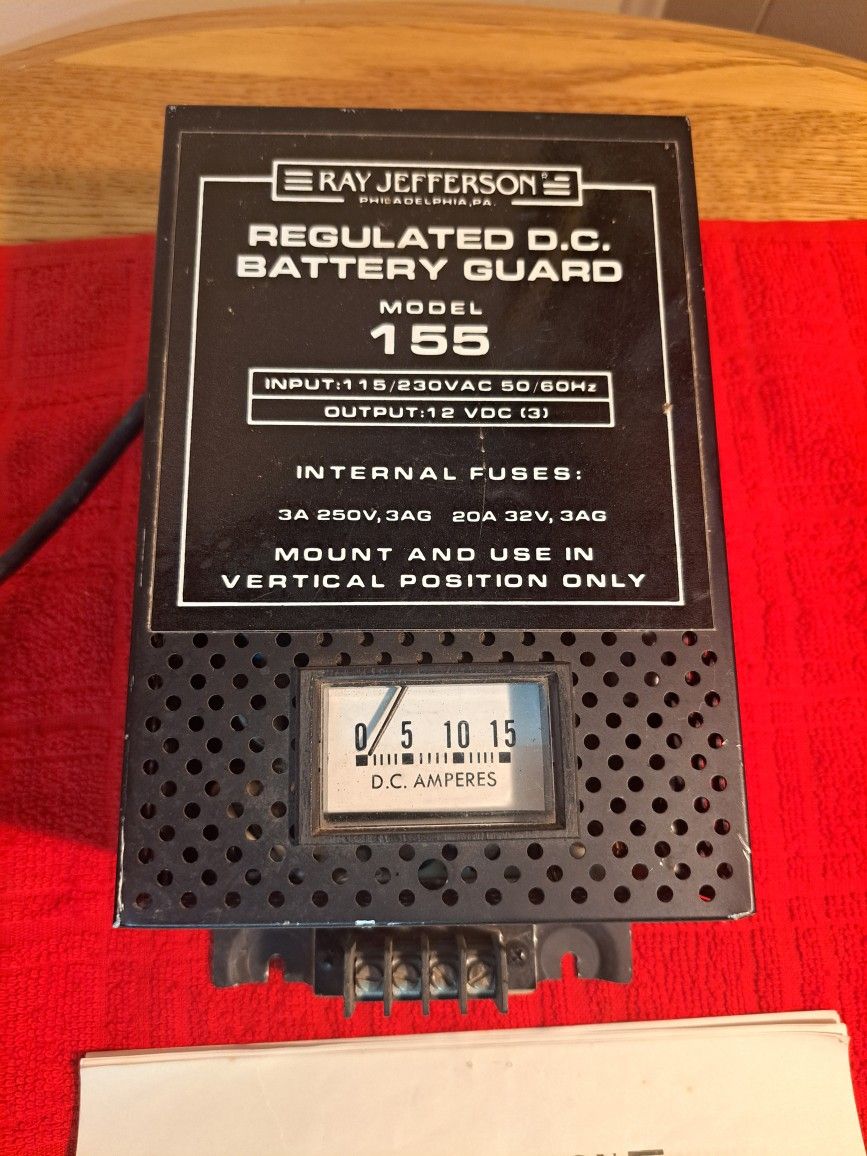 RAY JEFFERSON®
PHILADELPHIA, PA.
REGULATED D.C.
BATTERY GUARD
MODEL
155
INPUT:115/230VAC 50/60Hz
OUTPUT:12 VDC (3)
INTERNAL FUSES:
3A 250V, 3AG 20A 32V, 3AG
MOUNT AND USE IN
VERTICAL POSITION ONLY
0 5 10 15
D.C. AMPERES